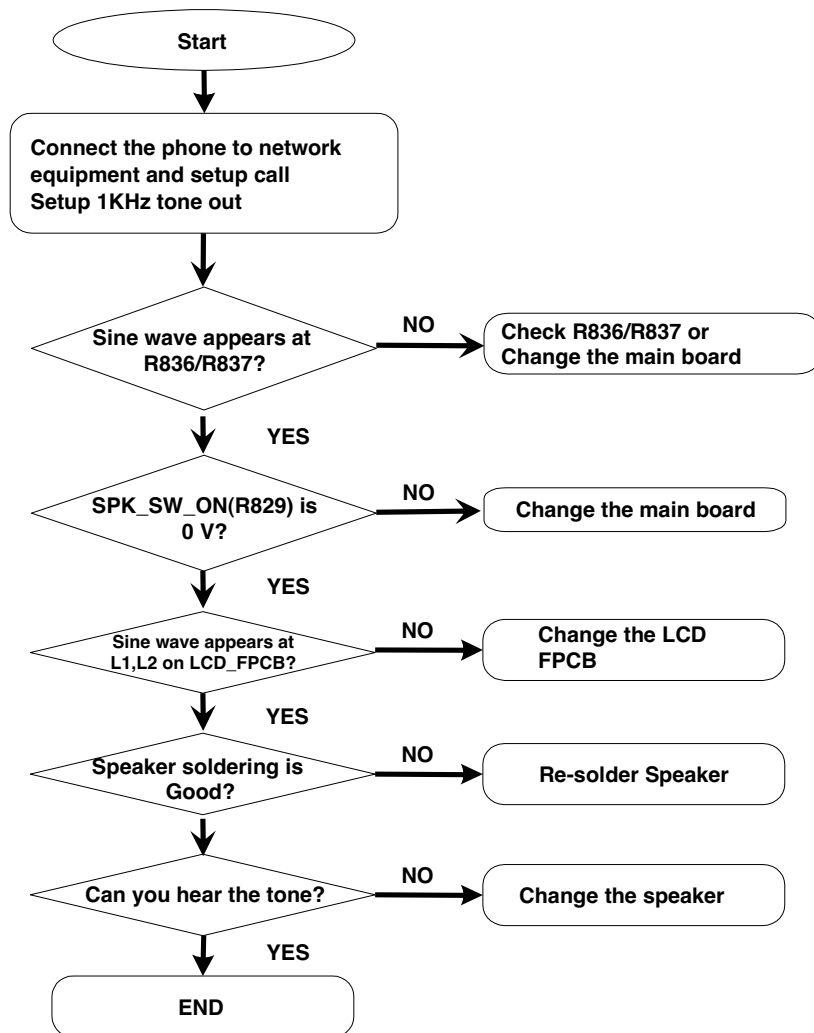 Start
Connect the phone to network
equipment and setup call
Setup 1KHz tone out
Sine wave appears at
R836/R837?
NO
Check R836/R837 or
Change the main board
YES
SPK_SW_ON(R829) is
0 V?
NO
Change the main board
YES
Sine wave appears at
L1,L2 on LCD_FPCB?
NO
Change the LCD
FPCB
YES
Speaker soldering is
Good?
NO
Re-solder Speaker
Can you hear the tone?
NO
Change the speaker
YES
END